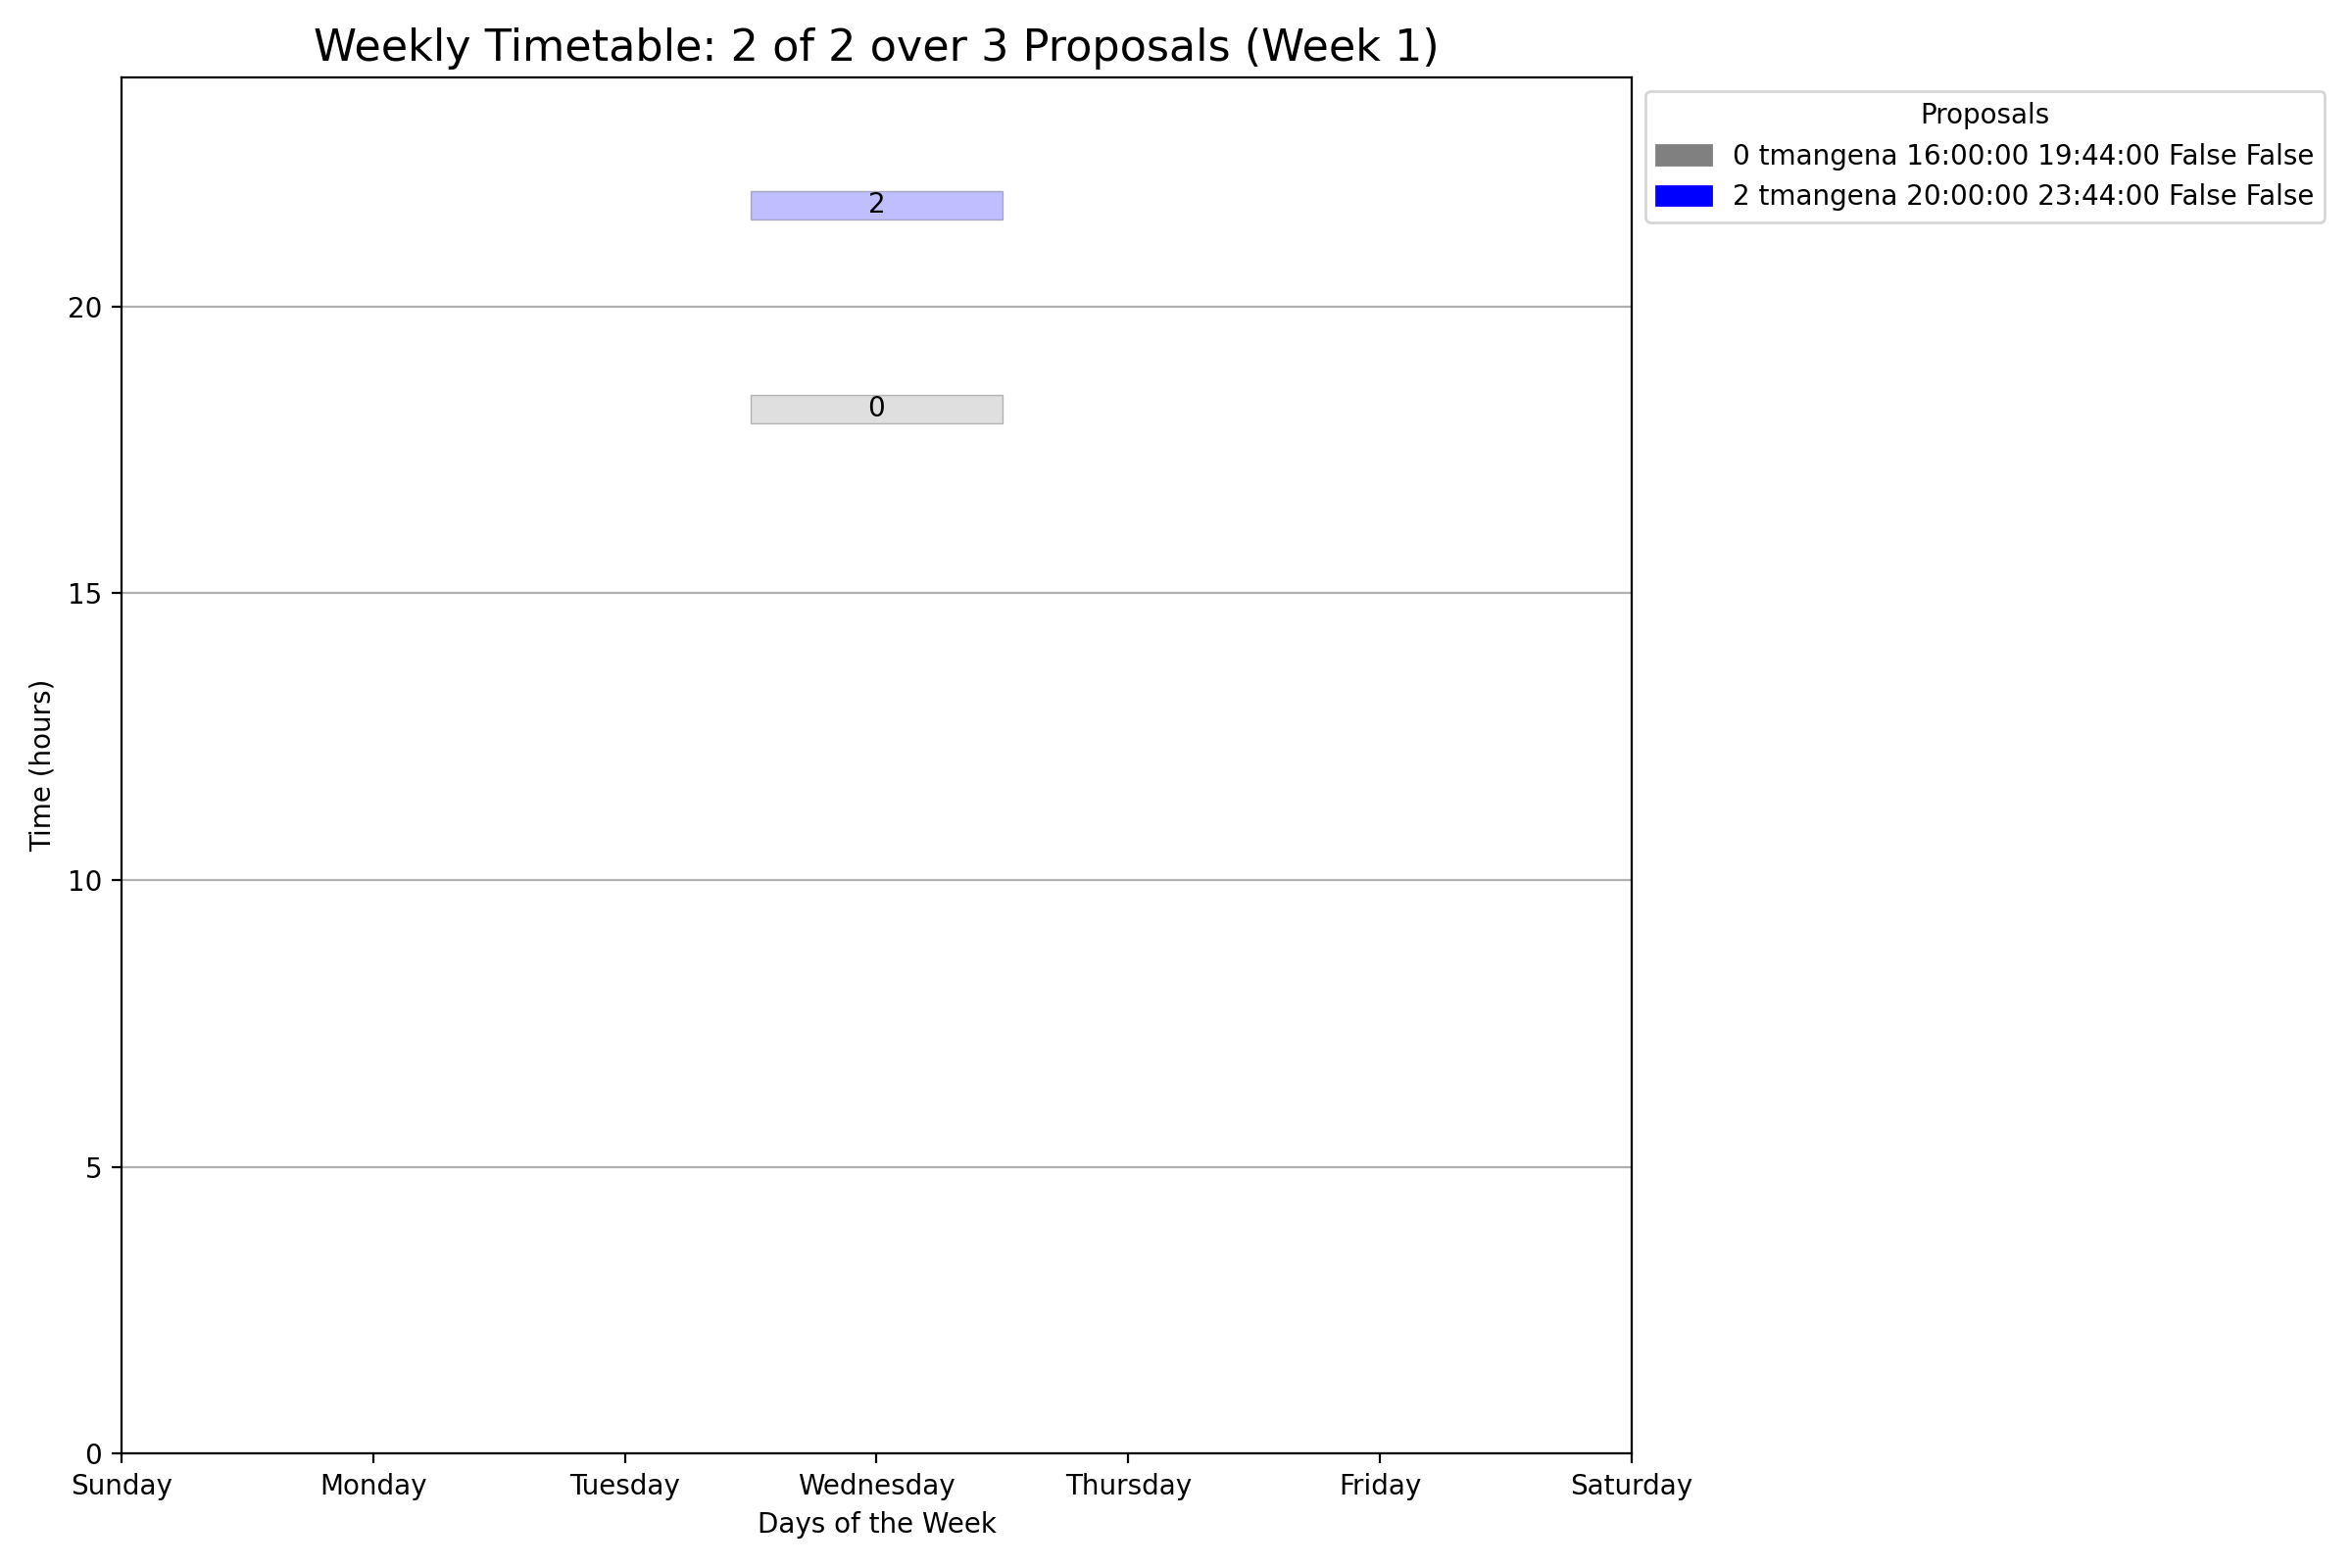 Weekly Timetable: 2 of 2 over 3 Proposals (Week 1)
Proposals
0 tmangena 16:00:00 19:44:00 False False
2 tmangena 20:00:00 23:44:00 False False
2
20
0
15
Time (hours)
10
5
0
Sunday Monday Tuesday Wednesday Thursday Friday Saturday
Days of the Week